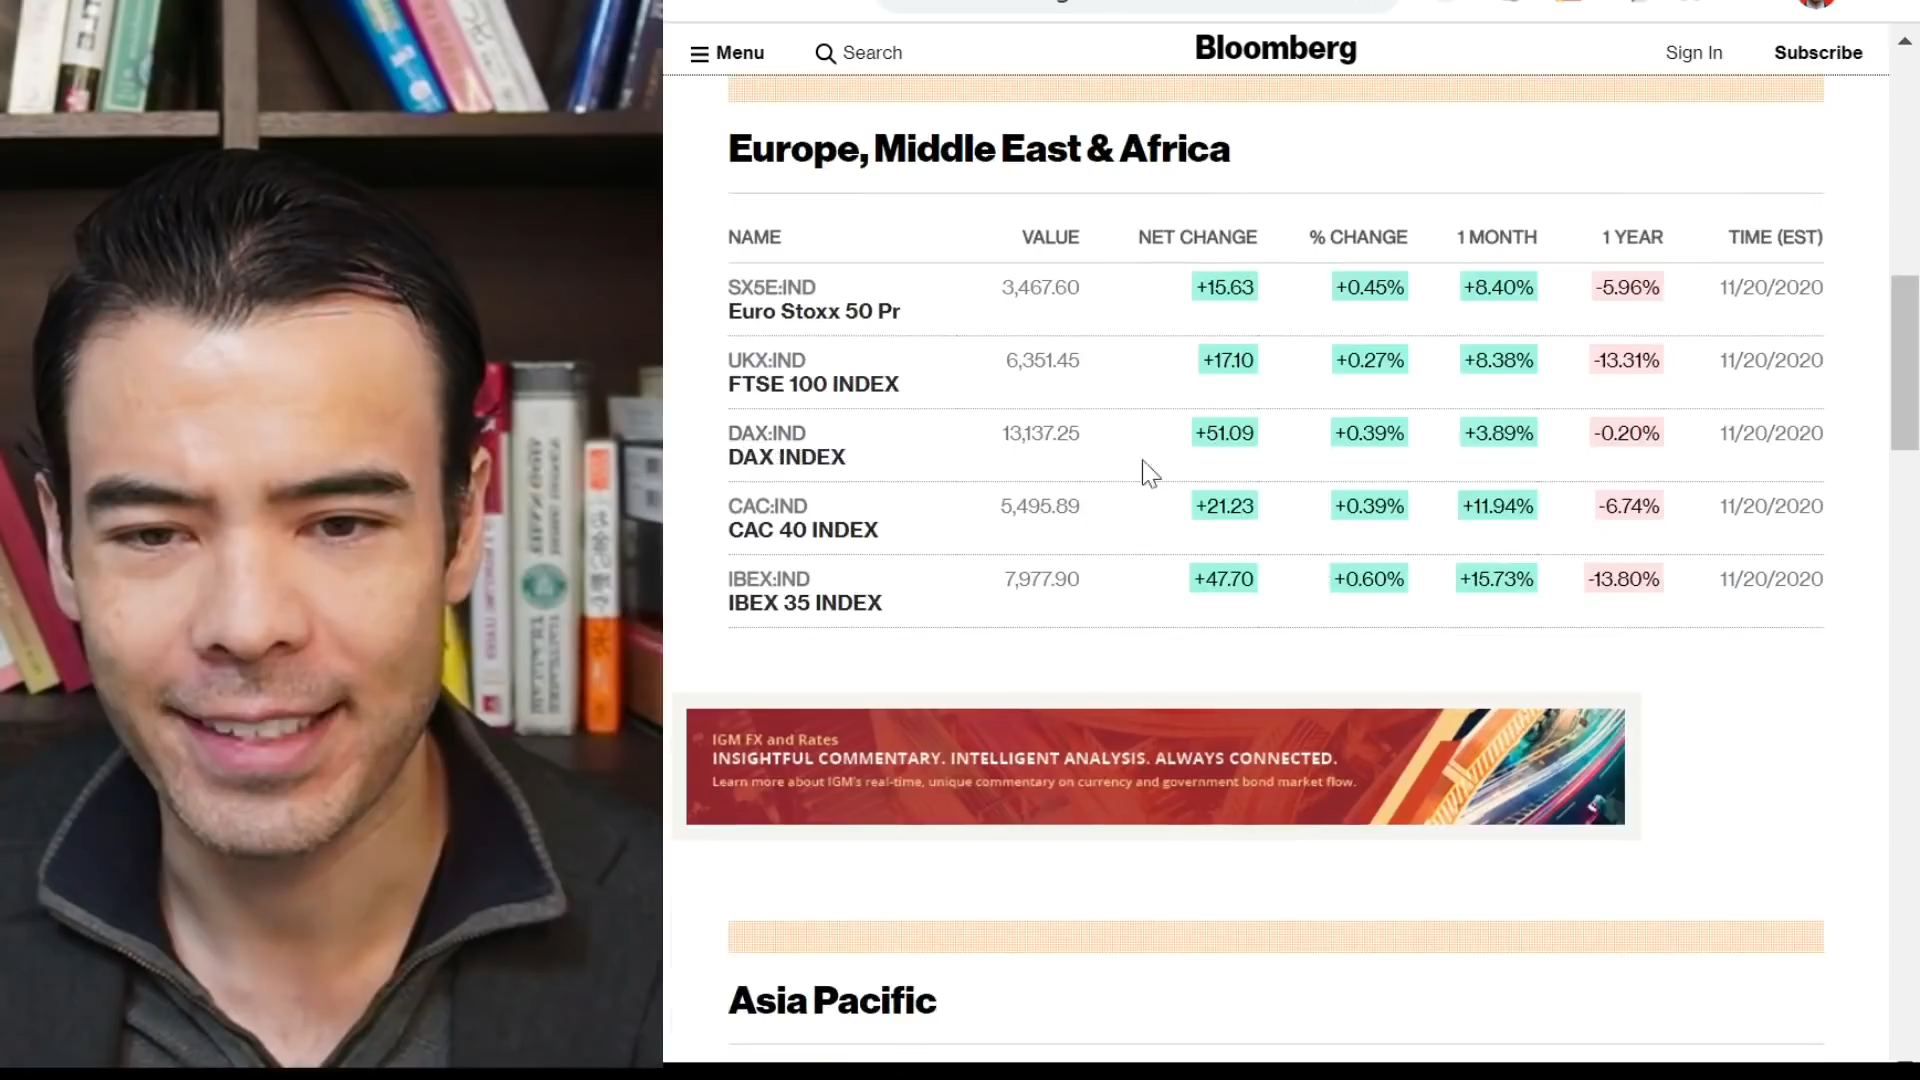 Menu
Search
Bloomberg
Sign In
Subscribe
Europe, Middle East & Africa
NAME VALUE NET CHANGE % CHANGE 1 MONTH 1 YEAR TIME (EST)
SX5E:IND 3,467.60 +15.63 +0.45% +8.40% -5.96% 11/20/2020
Euro Stoxx 50 Pr
UKX:IND 6,351.45 +17.10 +0.27% +8.38% -13.31% 11/20/2020
FTSE 100 INDEX
DAX:IND 13,137.25 +51.09 +0.39% +3.89% -0.20% 11/20/2020
DAX INDEX
CAC:IND 5,495.89 +21.23 +0.39% +11.94% -6.74% 11/20/2020
CAC 40 INDEX
IBEX:IND 7,977.90 +47.70 +0.60% +15.73% -13.80% 11/20/2020
IBEX 35 INDEX
IGM FX and Rates
INSIGHTFUL COMMENTARY. INTELLIGENT ANALYSIS. ALWAYS CONNECTED.
Learn more about IGM's real-time, unique commentary on currency and government bond market flow.
Asia Pacific